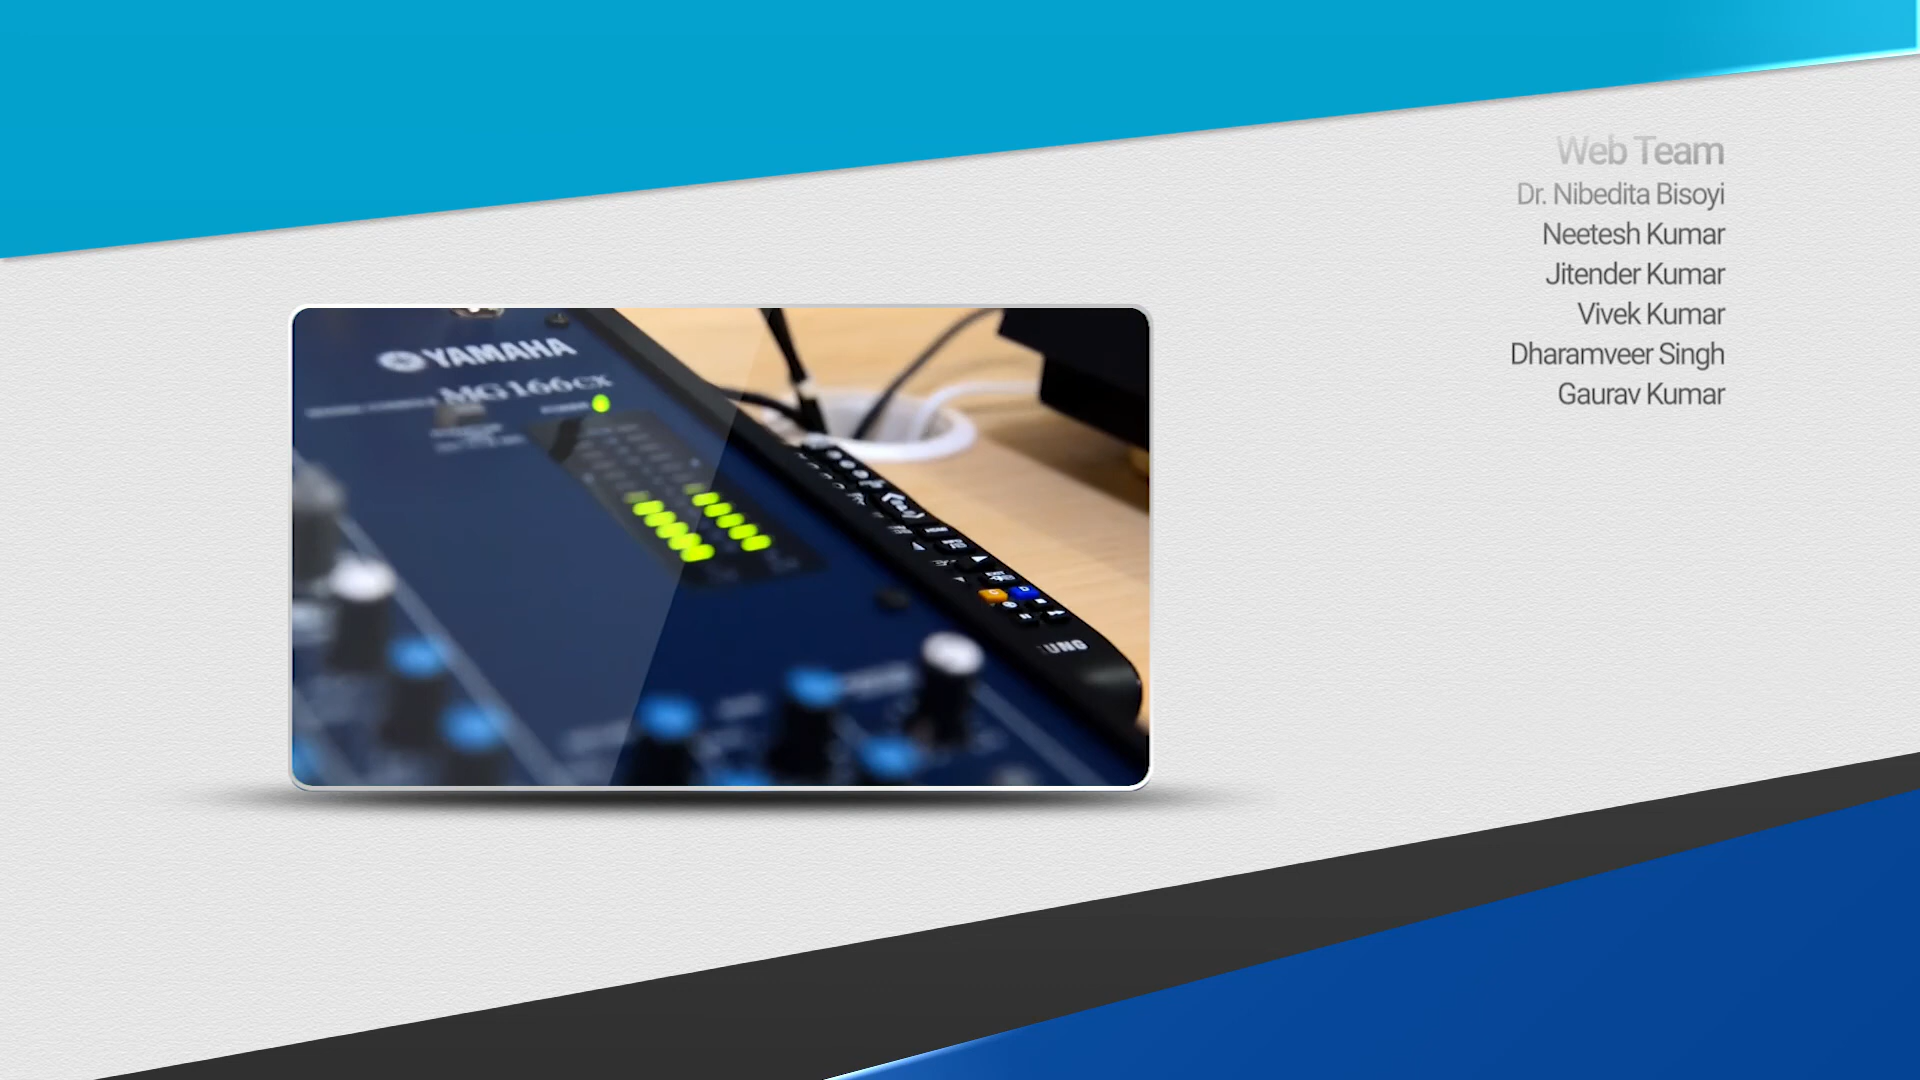 Web Team
Dr. Nibedita Bisoyi
Neetesh Kumar
Jitender Kumar
Vivek Kumar
Dharamveer Singh
Gaurav Kumar
YAMAHA
MG166CX